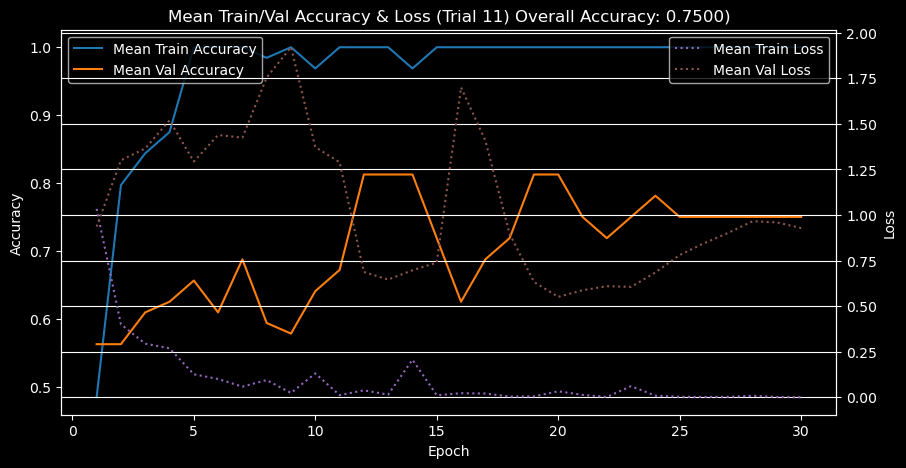 Mean Train/Val Accuracy & Loss (Trial 11) Overall Accuracy: 0.7500)
Mean Train Accuracy
Mean Val Accuracy
Mean Train Loss
Mean Val Loss
1.0
0.9
0.8
0.7
0.6
0.5
Accuracy
2.00
1.75
1.50
1.25
1.00
0.75
0.50
0.25
0.00
Loss
0 5 10 15 20 25 30
Epoch